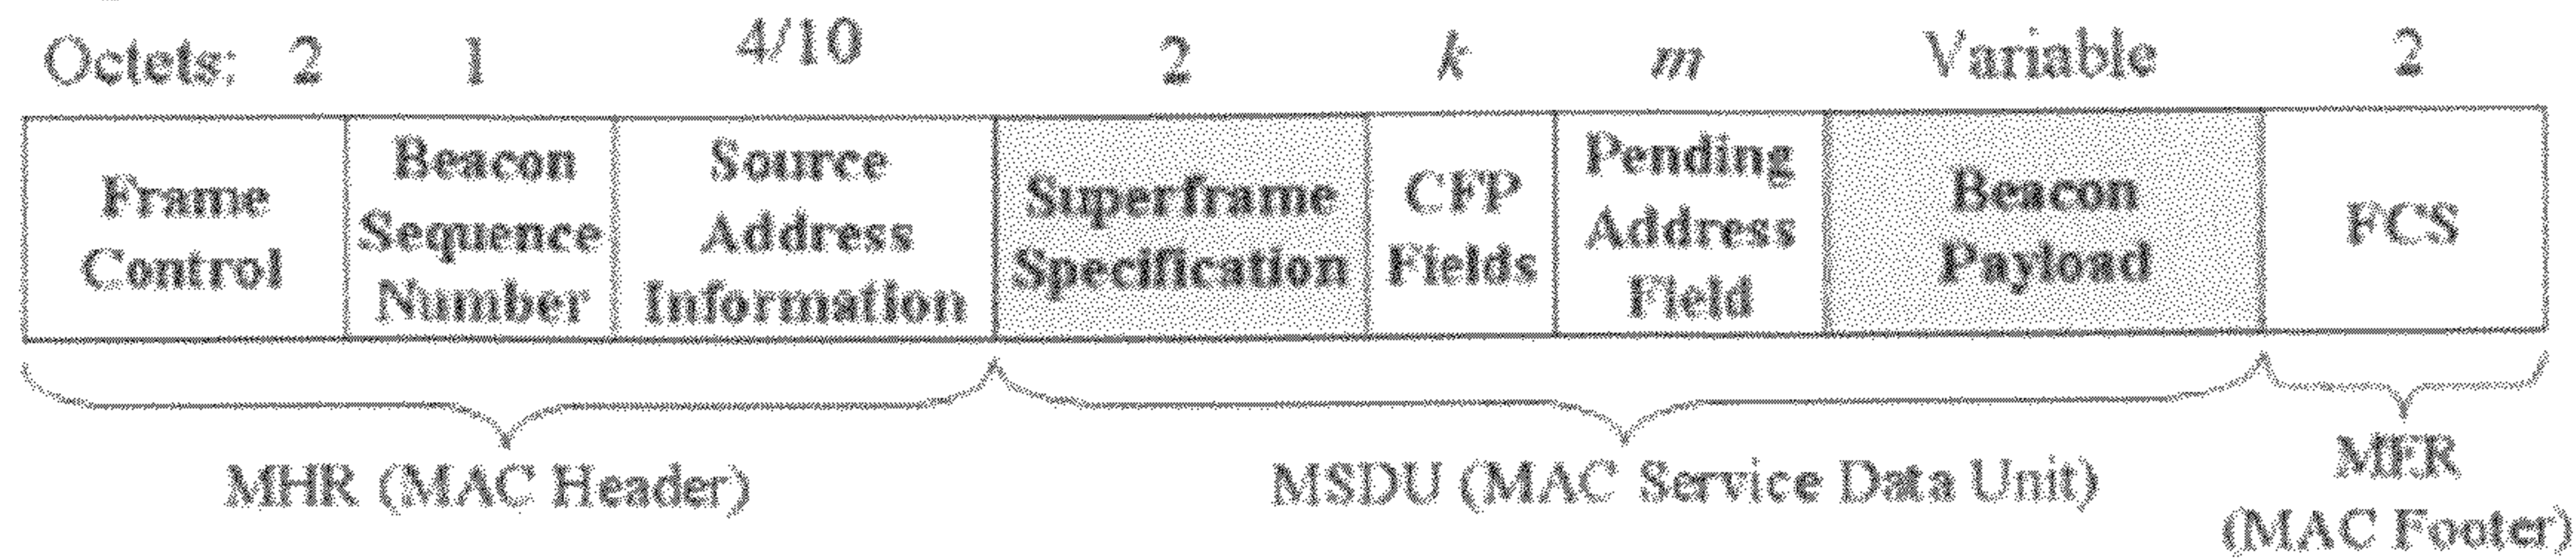 Octets: 2 1 4/10 2 k m Variable 2
Frame
Control
Beacon
Sequence
Number
Source
Address
Information
Superframe
Specification
CFP
Fields
Pending
Address
Field
Beacon
Payload
FCS
MHR (MAC Header)
MSDU (MAC Service Data Unit)
MFR
(MAC Footer)